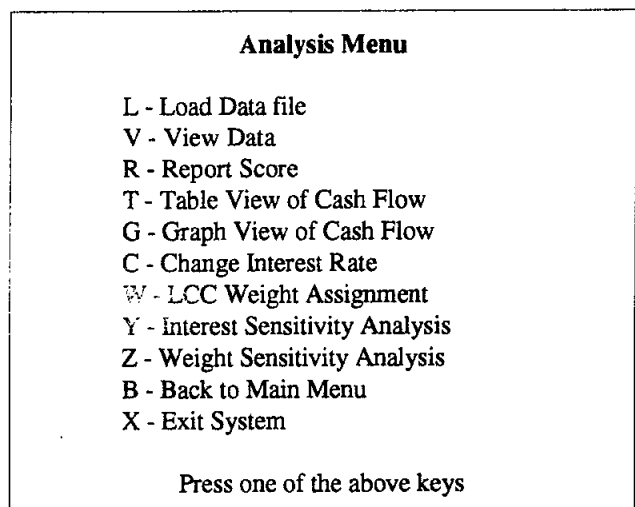 Analysis Menu
L - Load Data file
V - View Data
R - Report Score
T - Table View of Cash Flow
G - Graph View of Cash Flow
C - Change Interest Rate
W - LCC Weight Assignment
Y - Interest Sensitivity Analysis
Z - Weight Sensitivity Analysis
B - Back to Main Menu
X - Exit System
Press one of the above keys